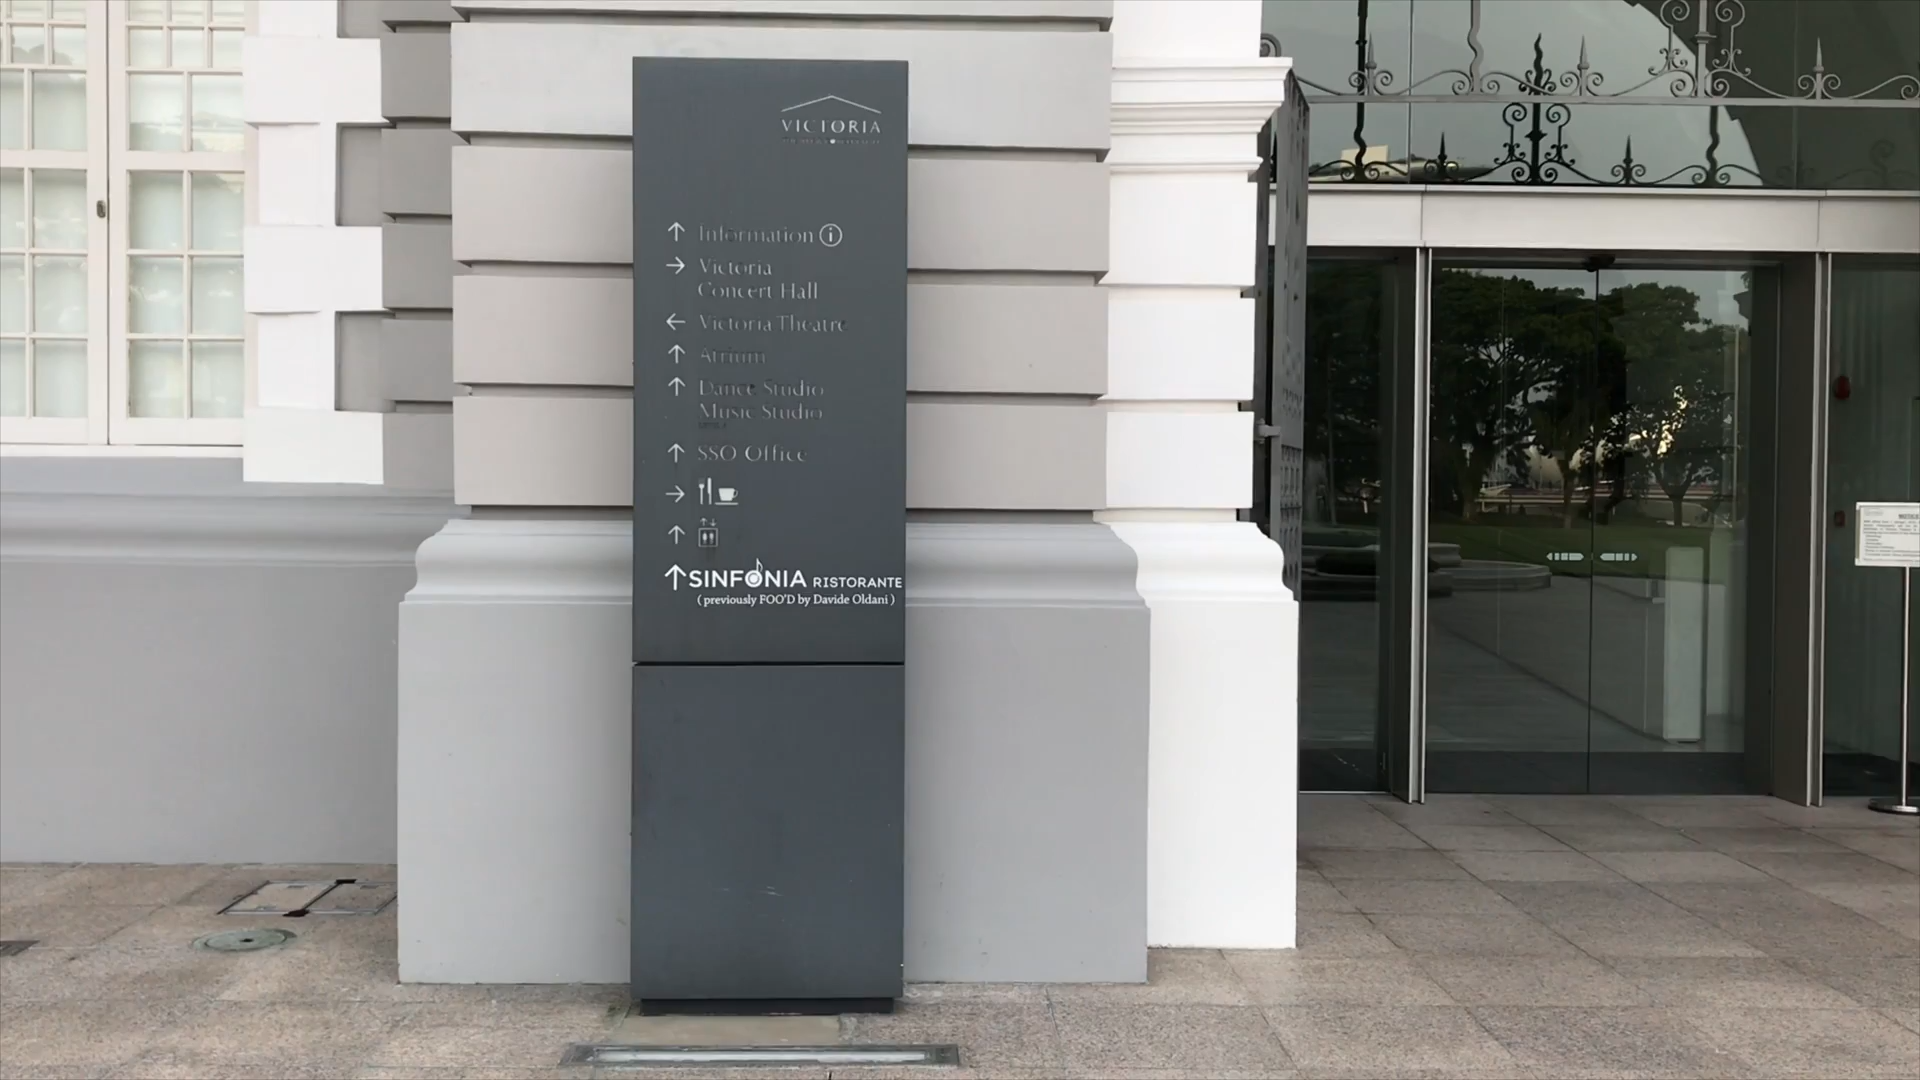 VICTORIA
Information
Victoria
Concert Hall
Victoria Theatre
Atrium
Dance Studio
Music Studio
SSO Office
SINFONIA RISTORANTE
( previously FOO'D by Davide Oldani )
NOTICE